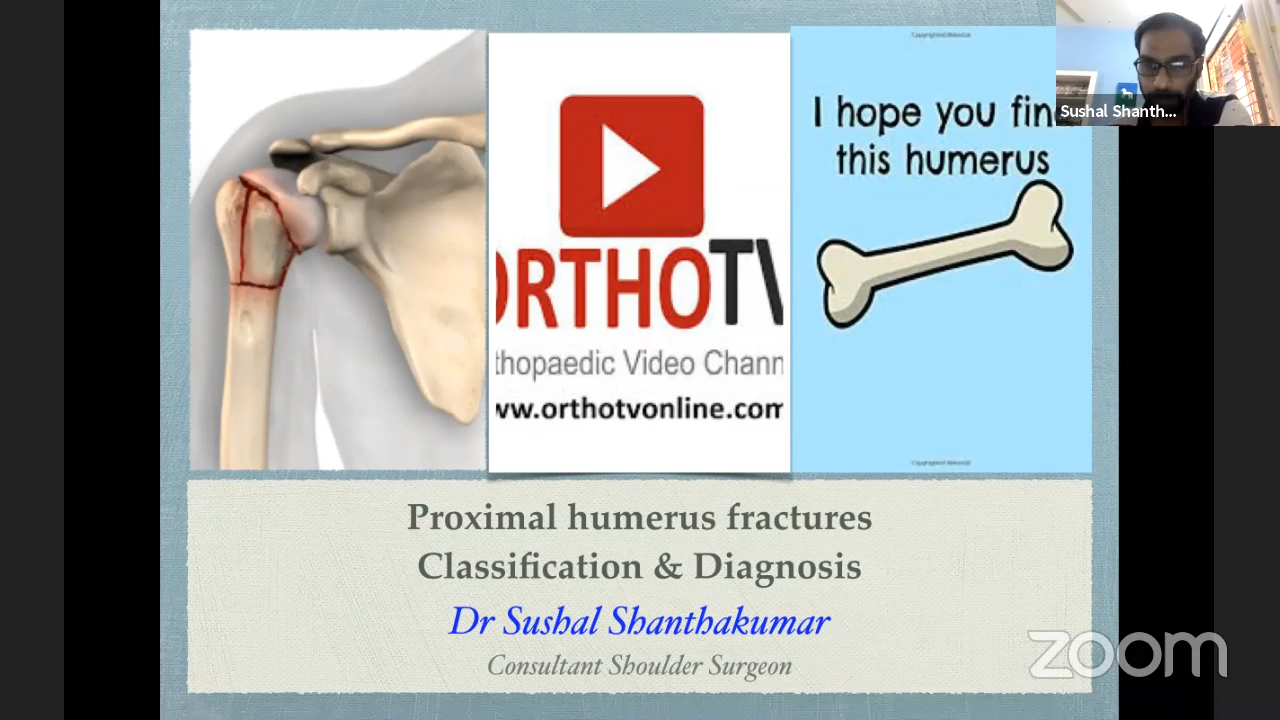 I hope you fin
this humerus
Sushal Shanth...
ORTHOTV
thopaedic Video Chann
ww.orthotvonline.com
Proximal humerus fractures
Classification & Diagnosis
Dr Sushal Shanthakumar
Consultant Shoulder Surgeon
zoom